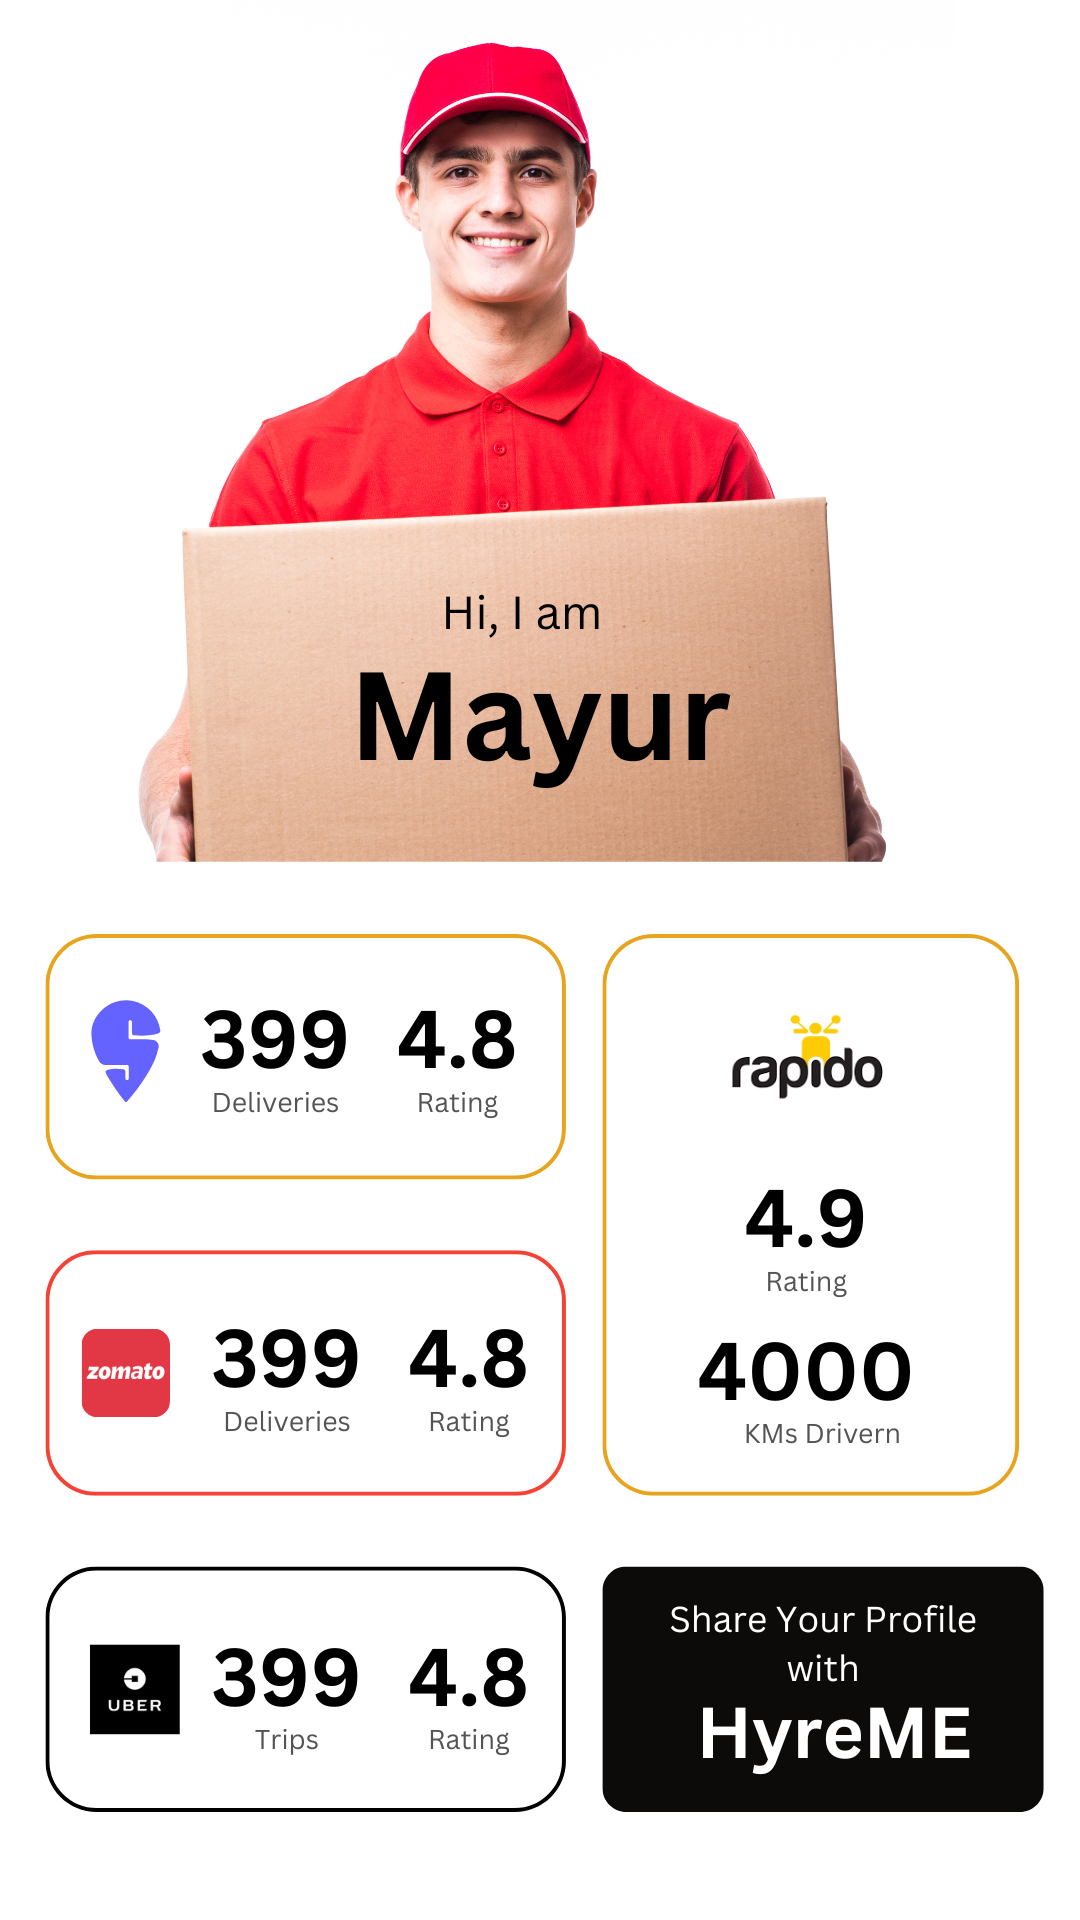 Hi, I am
Mayur
399 4.8
Deliveries Rating
zomato
399 4.8
Deliveries Rating
UBER
399 4.8
Trips Rating
rapido
4.9
Rating
4000
KMs Drivern
Share Your Profile
with
HyreME